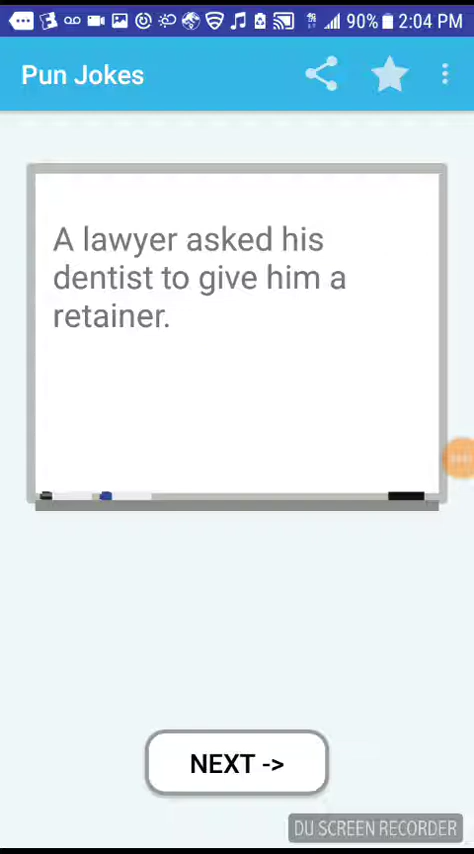 90% 2:04 PM
Pun Jokes
A lawyer asked his
dentist to give him a
retainer.
NEXT ->
DU SCREEN RECORDER